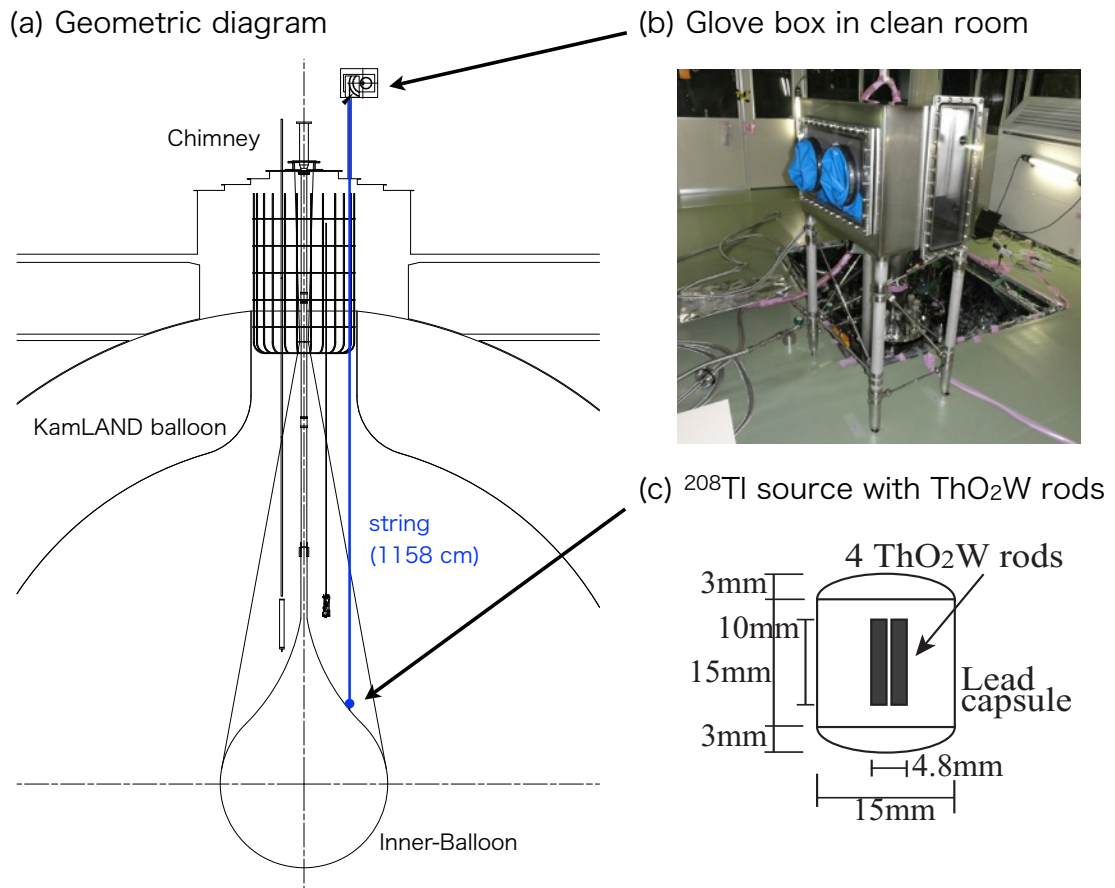 (a) Geometric diagram
(b) Glove box in clean room
Chimney
KamLAND balloon
string
(1158 cm)
Inner-Balloon
(c) ²⁰⁸Tl source with ThO₂W rods
4 ThO₂W rods
3mm
10mm
15mm
Lead
capsule
3mm
4.8mm
15mm